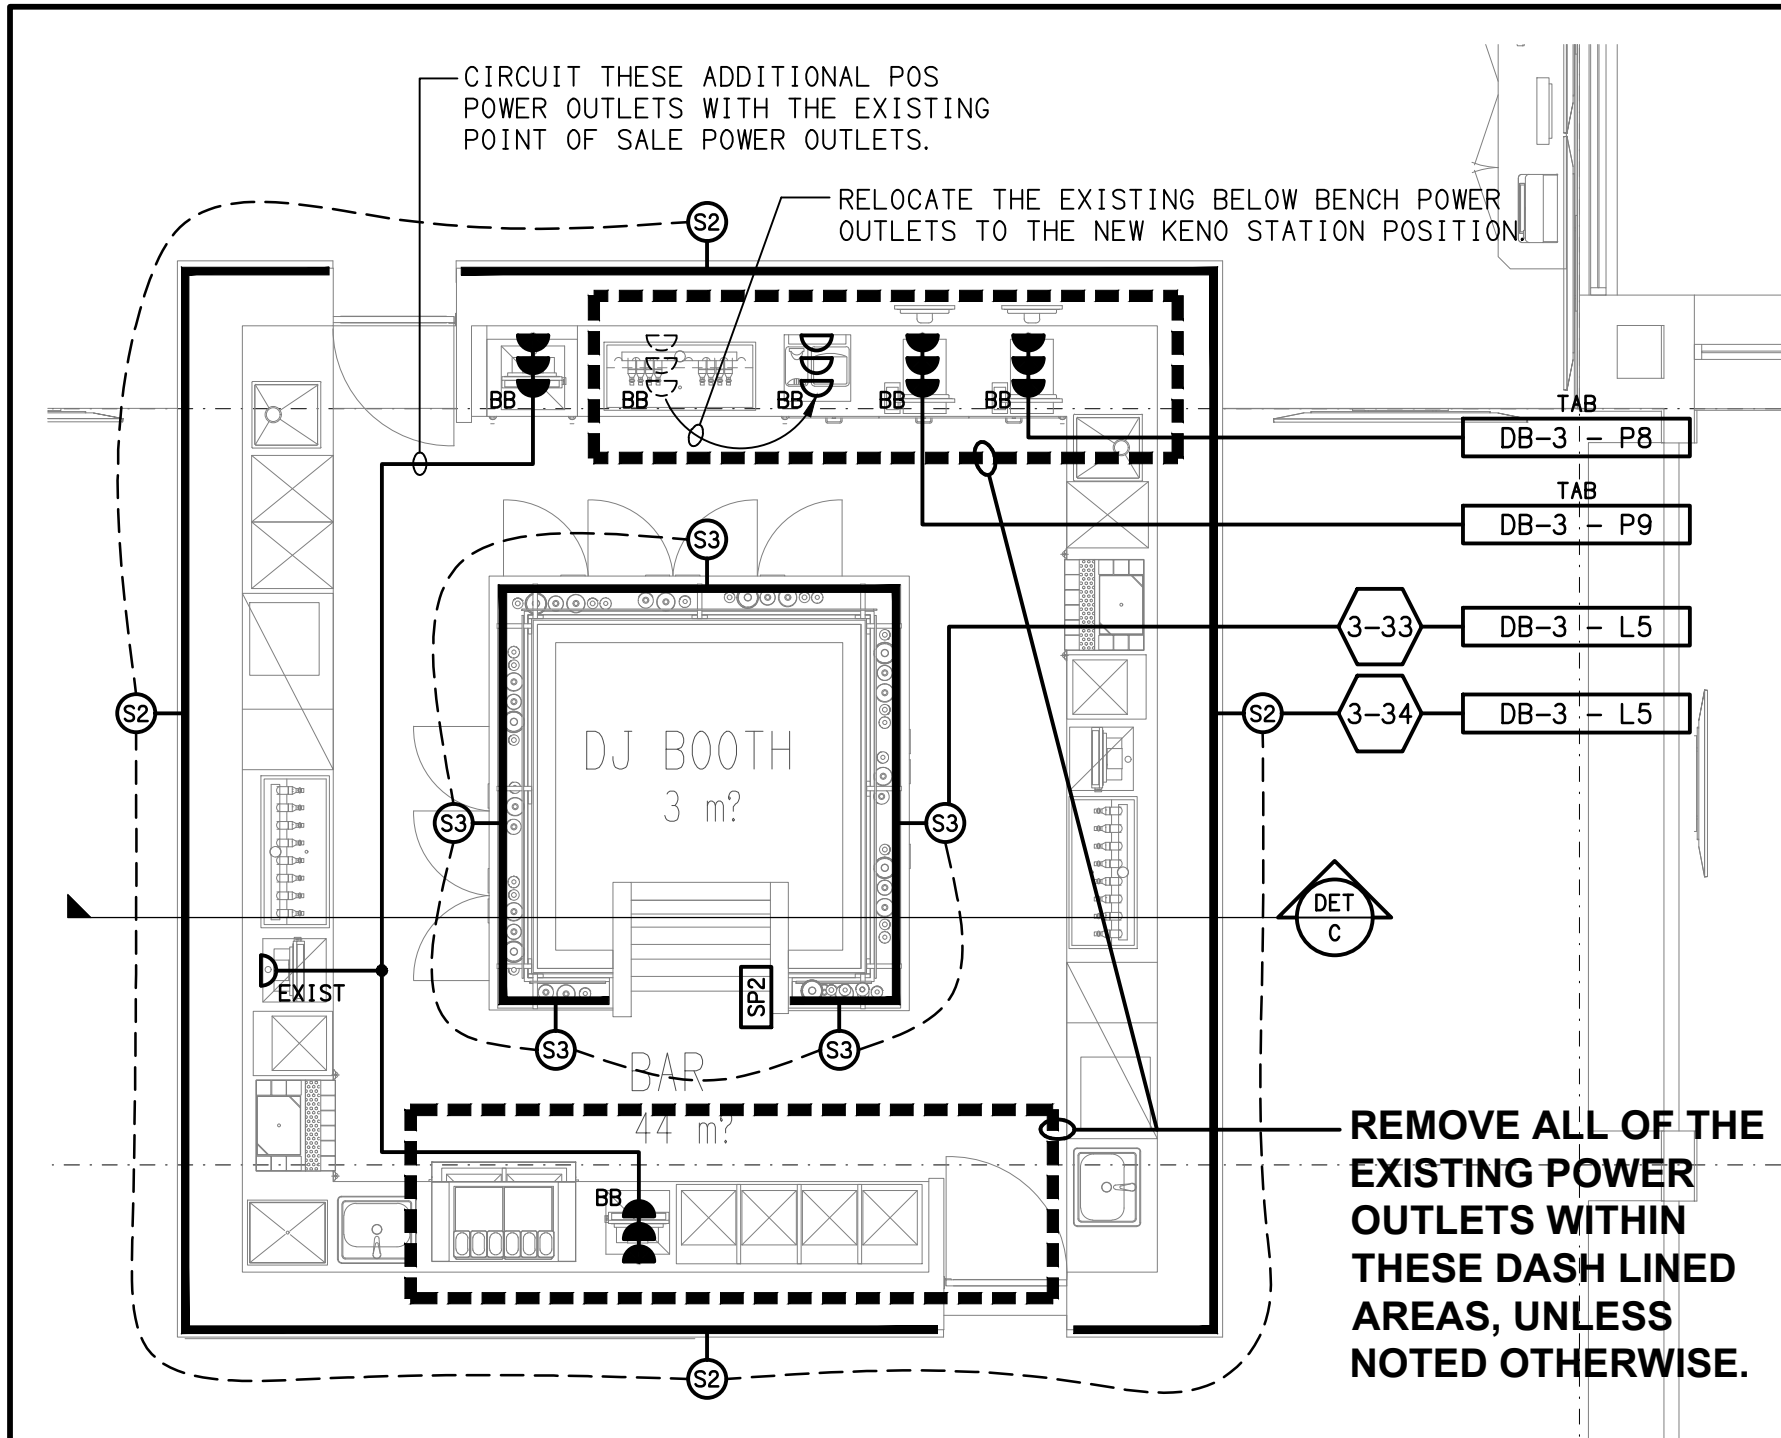 CIRCUIT THESE ADDITIONAL POS
POWER OUTLETS WITH THE EXISTING
POINT OF SALE POWER OUTLETS.
RELOCATE THE EXISTING BELOW BENCH POWER
OUTLETS TO THE NEW KENO STATION POSITION.
S2
BB
BB
BB
BB
BB
TAB
DB-3 - P8
TAB
DB-3 - P9
S3
3-33
DB-3 - L5
S2
S2
3-34
DB-3 - L5
DJ BOOTH
3 m?
S3
S3
DET
C
EXIST
SP2
S3
S3
BAR
44 m?
BB
REMOVE ALL OF THE
EXISTING POWER
OUTLETS WITHIN
THESE DASH LINED
AREAS, UNLESS
NOTED OTHERWISE.
S2